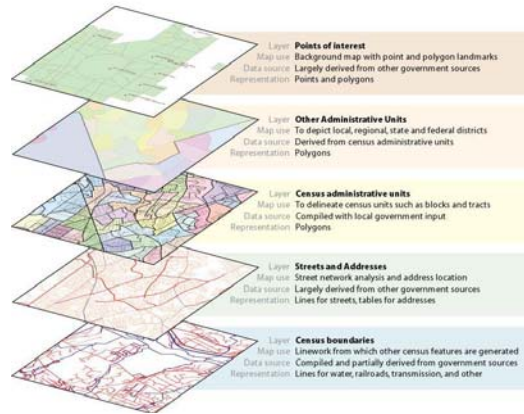 Layer Points of interest
Map use Background map with point and polygon landmarks
Data source Largely derived from other government sources
Representation Points and polygons
Layer Other Administrative Units
Map use To depict local, regional, state and federal districts
Data source Derived from census administrative units
Representation Polygons
Layer Census administrative units
Map use To delineate census units such as blocks and tracts
Data source Compiled with local government input
Representation Polygons
Layer Streets and Addresses
Map use Street network analysis and address location
Data source Largely derived from other government sources
Representation Lines for streets, tables for addresses
Layer Census boundaries
Map use Linework from which other census features are generated
Data source Compiled and partially derived from government sources
Representation Lines for water, railroads, transmission, and other